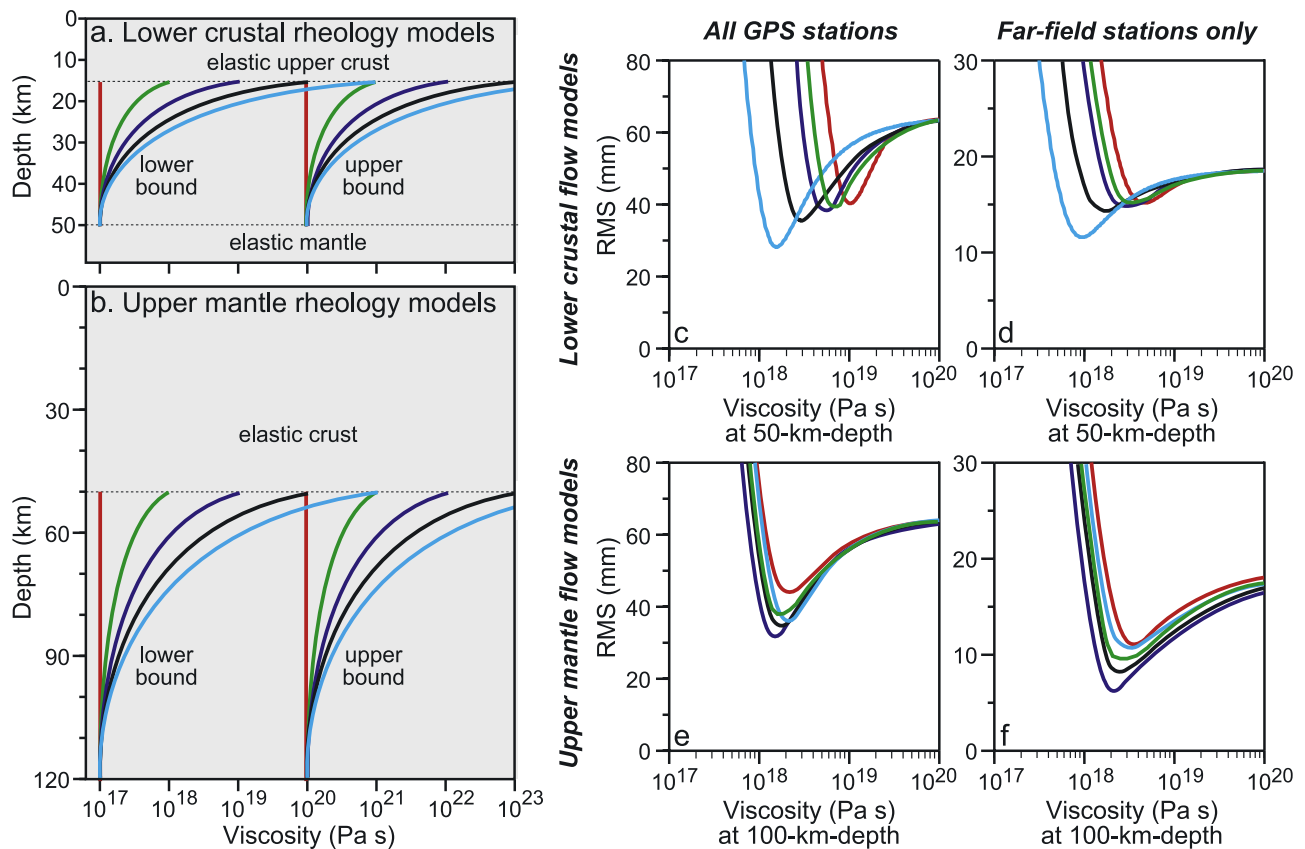 a. Lower crustal rheology models
elastic upper crust
lower
bound
upper
bound
elastic mantle
Depth (km)
0
10
20
30
40
50
b. Upper mantle rheology models
elastic crust
lower
bound
upper
bound
Depth (km)
0
30
60
90
120
10^17 10^18 10^19 10^20 10^21 10^22 10^23
Viscosity (Pa s)
All GPS stations
Far-field stations only
Lower crustal flow models
RMS (mm)
80
60
40
20
0
c
10^17 10^18 10^19 10^20
Viscosity (Pa s)
at 50-km-depth
30
20
10
0
d
10^17 10^18 10^19 10^20
Viscosity (Pa s)
at 50-km-depth
Upper mantle flow models
RMS (mm)
80
60
40
20
0
e
10^17 10^18 10^19 10^20
Viscosity (Pa s)
at 100-km-depth
30
20
10
0
f
10^17 10^18 10^19 10^20
Viscosity (Pa s)
at 100-km-depth